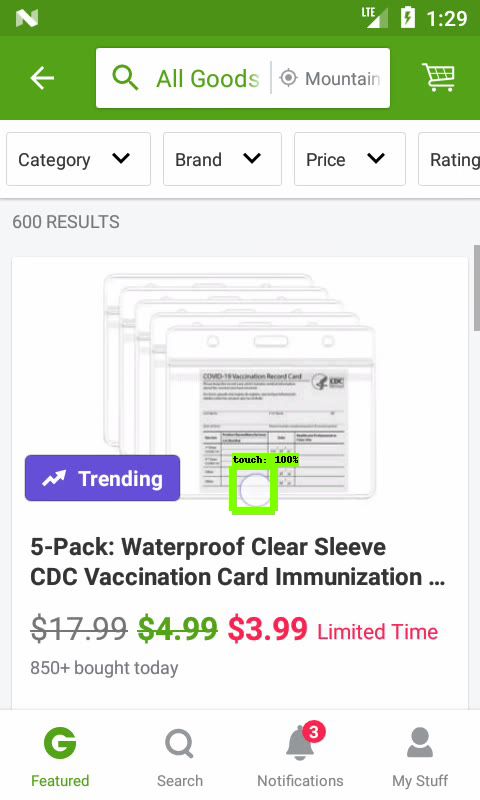 LTE 1:29
All Goods Mountain
Category Brand Price Rating
600 RESULTS
COVID-19 Vaccination Record Card
CDC
touch: 100%
Trending
5-Pack: Waterproof Clear Sleeve
CDC Vaccination Card Immunization ...
$17.99 $4.99 $3.99 Limited Time
850+ bought today
3
Featured Search Notifications My Stuff